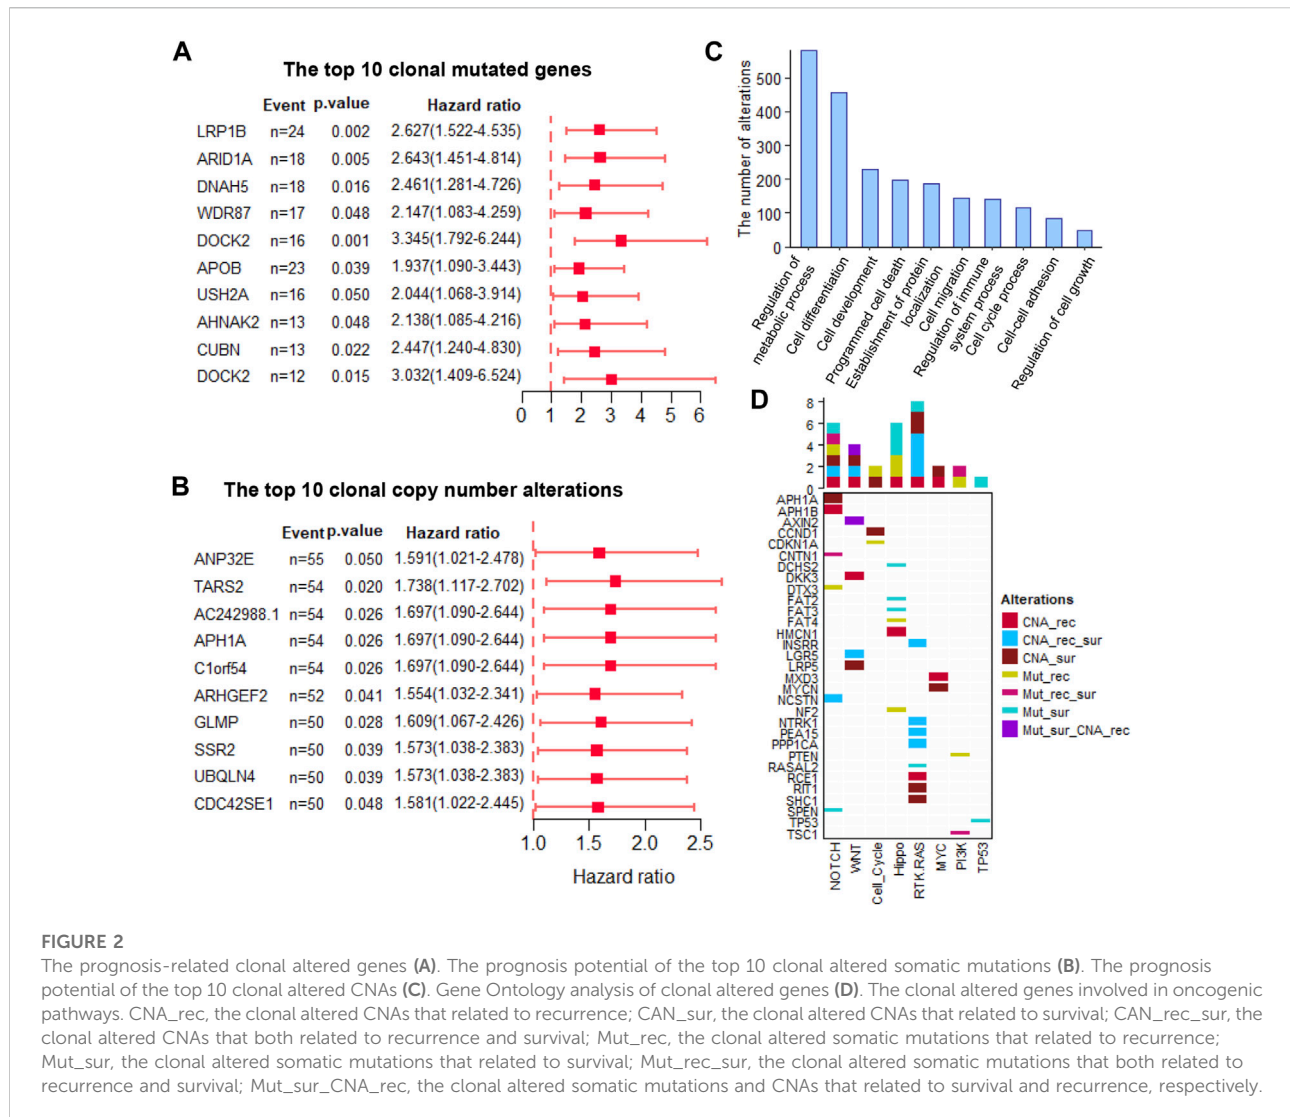 A
The top 10 clonal mutated genes
Event p.value Hazard ratio
LRP1B n=24 0.002 2.627(1.522-4.535)
ARID1A n=18 0.005 2.643(1.451-4.814)
DNAH5 n=18 0.016 2.461(1.281-4.726)
WDR87 n=17 0.048 2.147(1.083-4.259)
DOCK2 n=16 0.001 3.345(1.792-6.244)
APOB n=23 0.039 1.937(1.090-3.443)
USH2A n=16 0.050 2.044(1.068-3.914)
AHNAK2 n=13 0.048 2.138(1.085-4.216)
CUBN n=13 0.022 2.447(1.240-4.830)
DOCK2 n=12 0.015 3.032(1.409-6.524)
0 1 2 3 4 5 6
B
The top 10 clonal copy number alterations
Event p.value Hazard ratio
ANP32E n=55 0.050 1.591(1.021-2.478)
TARS2 n=54 0.020 1.738(1.117-2.702)
AC242988.1 n=54 0.026 1.697(1.090-2.644)
APH1A n=54 0.026 1.697(1.090-2.644)
C1orf54 n=54 0.026 1.697(1.090-2.644)
ARHGEF2 n=52 0.041 1.554(1.032-2.341)
GLMP n=50 0.028 1.609(1.067-2.426)
SSR2 n=50 0.039 1.573(1.038-2.383)
UBQLN4 n=50 0.039 1.573(1.038-2.383)
CDC42SE1 n=50 0.048 1.581(1.022-2.445)
1.0 1.5 2.0 2.5
Hazard ratio
C
The number of alterations
500
400
300
200
100
0
Regulation of
metabolic process
Cell differentiation
Cell development
Programmed cell death
Establishment of protein
localization
Cell migration
Regulation of immune
system process
Cell cycle process
Cell-cell adhesion
Regulation of cell growth
D
8
6
4
2
0
APH1A
APH1B
AXIN2
CCND1
CDKN1A
CNTN1
DCHS2
DKK3
DTX3
FAT2
FAT3
FAT4
HMCN1
INSRR
LGR5
LRP5
MXD3
MYCN
NCSTN
NF2
NTRK1
PEA15
PPP1CA
PTEN
RASAL2
RCE1
RIT1
SHC1
SPEN
TP53
TSC1
NOTCH
WNT
Cell_Cycle
Hippo
RTK.RAS
MYC
PI3K
TP53
Alterations
CNA_rec
CNA_rec_sur
CNA_sur
Mut_rec
Mut_rec_sur
Mut_sur
Mut_sur_CNA_rec
FIGURE 2
The prognosis-related clonal altered genes (A). The prognosis potential of the top 10 clonal altered somatic mutations (B). The prognosis
potential of the top 10 clonal altered CNAs (C). Gene Ontology analysis of clonal altered genes (D). The clonal altered genes involved in oncogenic
pathways. CNA_rec, the clonal altered CNAs that related to recurrence; CAN_sur, the clonal altered CNAs that related to survival; CAN_rec_sur, the
clonal altered CNAs that both related to recurrence and survival; Mut_rec, the clonal altered somatic mutations that related to recurrence;
Mut_sur, the clonal altered somatic mutations that related to survival; Mut_rec_sur, the clonal altered somatic mutations that both related to
recurrence and survival; Mut_sur_CNA_rec, the clonal altered somatic mutations and CNAs that related to survival and recurrence, respectively.